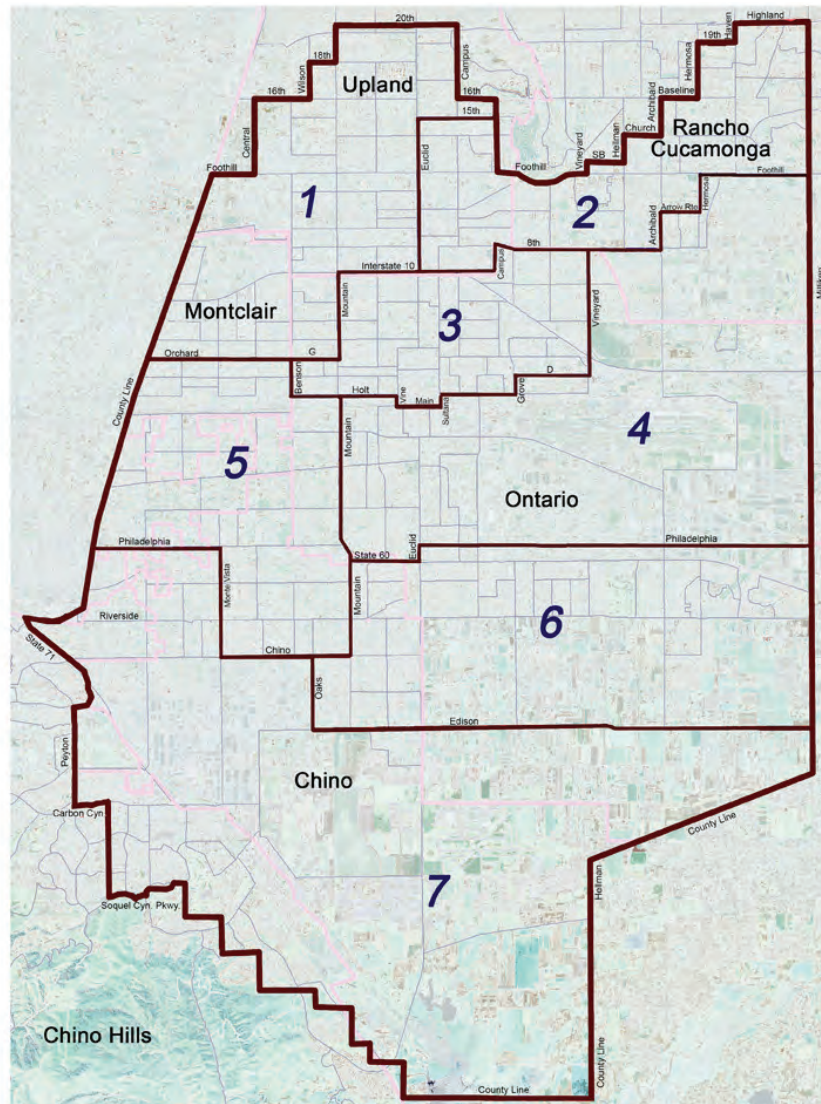 20th
Highland
Haven
19th
18th
Campus
Hermosa
Wilson
Upland
16th
16th
Archibald
Baseline
15th
Central
Church
Rancho
Cucamonga
Euclid
Vineyard
Hellman
SB
Foothill
Foothill
Foothill
1
2
Hermosa
Arrow Rte
Archibald
8th
Campus
Interstate 10
Milliken
Mountain
Vineyard
Montclair
3
Orchard
G
D
Benson
County Line
Holt
Vine
Main
Sultana
Grove
Mountain
4
5
Ontario
Philadelphia
Philadelphia
Euclid
State 60
Monte Vista
Mountain
Riverside
6
State 71
Chino
Oaks
Edison
Peyton
Chino
Carbon Cyn
County Line
Hellman
7
Soquel Cyn. Pkwy.
Chino Hills
County Line
County Line